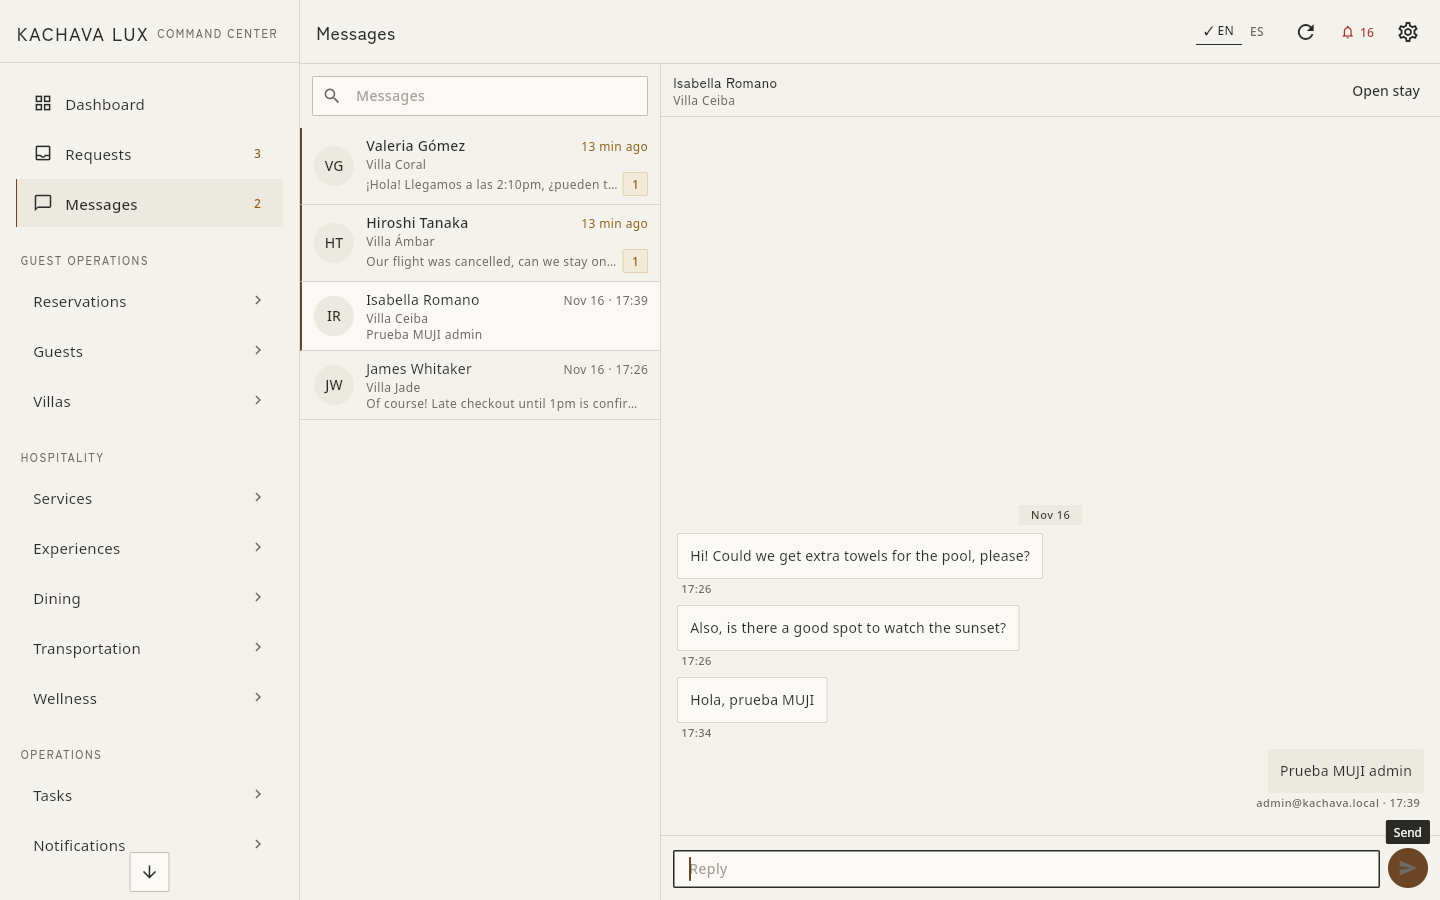 KACHAVA LUX COMMAND CENTER
Dashboard
Requests 3
Messages 2
GUEST OPERATIONS
Reservations
Guests
Villas
HOSPITALITY
Services
Experiences
Dining
Transportation
Wellness
OPERATIONS
Tasks
Notifications
Messages
✓ EN ES
16
Messages
VG
Valeria Gómez 13 min ago
Villa Coral
¡Hola! Llegamos a las 2:10pm, ¿pueden t… 1
HT
Hiroshi Tanaka 13 min ago
Villa Ámbar
Our flight was cancelled, can we stay on… 1
IR
Isabella Romano Nov 16 · 17:39
Villa Ceiba
Prueba MUJI admin
JW
James Whitaker Nov 16 · 17:26
Villa Jade
Of course! Late checkout until 1pm is confir…
Isabella Romano
Villa Ceiba
Open stay
Nov 16
Hi! Could we get extra towels for the pool, please?
17:26
Also, is there a good spot to watch the sunset?
17:26
Hola, prueba MUJI
17:34
Prueba MUJI admin
admin@kachava.local · 17:39
Send
Reply